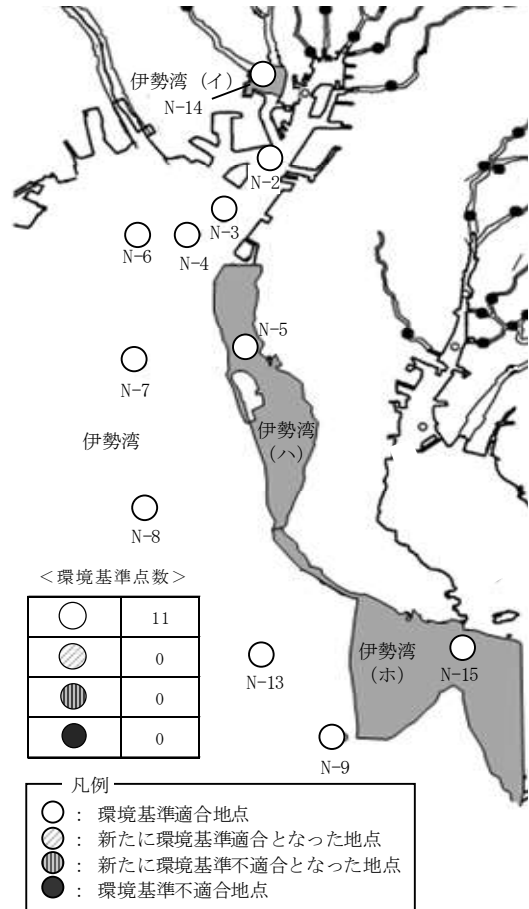 伊勢湾（イ）
N-14
N-2
N-3
N-6
N-4
N-5
N-7
伊勢湾
（ハ）
伊勢湾
N-8
＜環境基準点数＞
11
0
0
0
N-13
伊勢湾
（ホ）
N-15
N-9
凡例
： 環境基準適合地点
： 新たに環境基準適合となった地点
： 新たに環境基準不適合となった地点
： 環境基準不適合地点